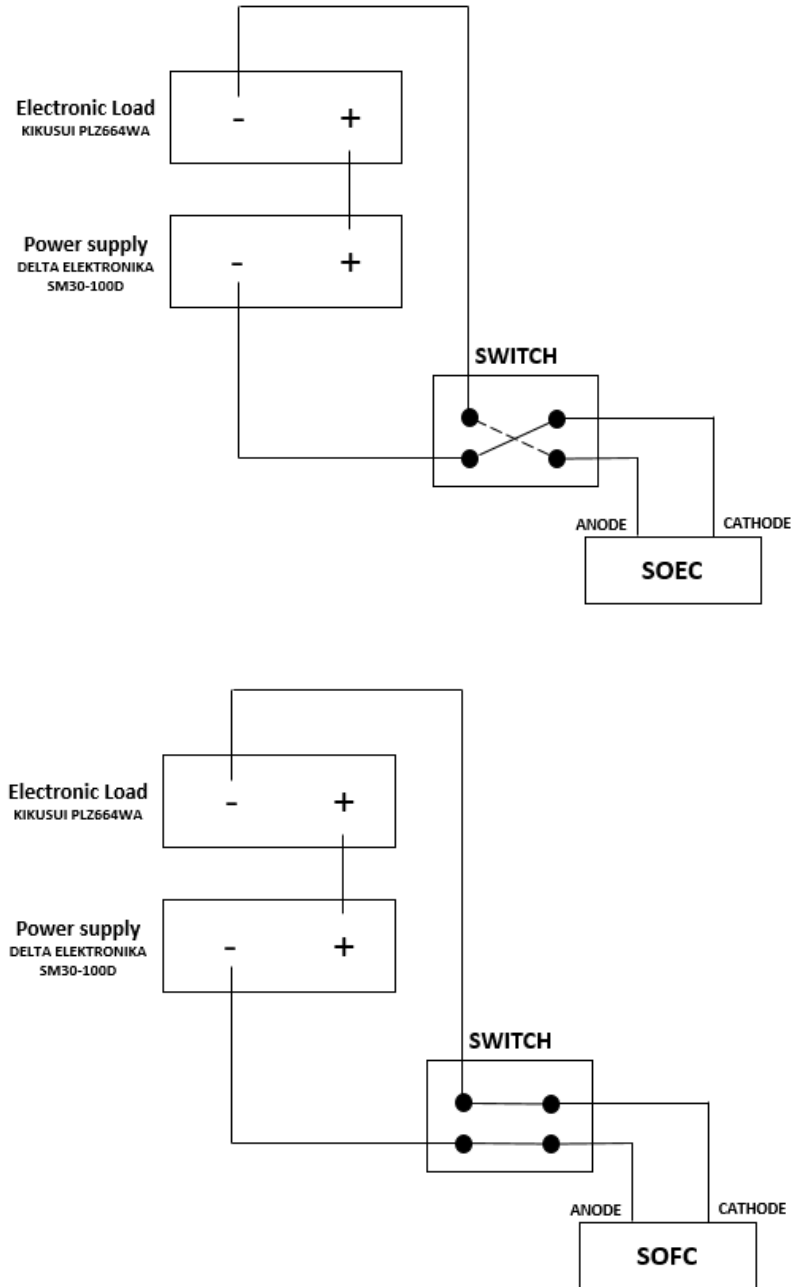 Electronic Load
KIKUSUI PLZ664WA
- +
Power supply
DELTA ELEKTRONIKA
SM30-100D
- +
SWITCH
ANODE
CATHODE
SOEC
Electronic Load
KIKUSUI PLZ664WA
- +
Power supply
DELTA ELEKTRONIKA
SM30-100D
- +
SWITCH
ANODE
CATHODE
SOFC